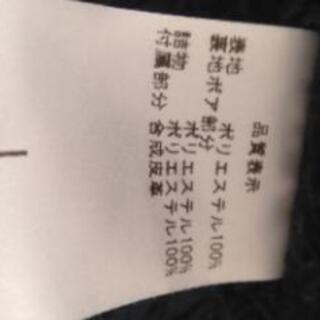 品質表示
表地 ポリエステル100%
裏地ボア部分 ポリエステル100%
詰物 ポリエステル100%
付属部分 合成皮革